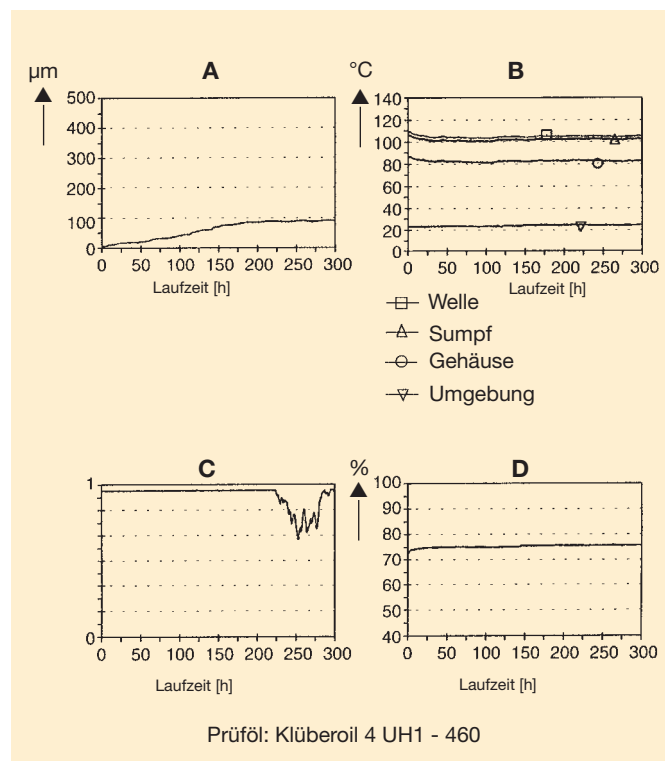 A
µm
500
400
300
200
100
0
0 50 100 150 200 250 300
Laufzeit [h]
B
°C
140
120
100
80
60
40
20
0
0 50 100 150 200 250 300
Laufzeit [h]
Welle
Sumpf
Gehäuse
Umgebung
C
1
0
0 50 100 150 200 250 300
Laufzeit [h]
D
%
100
90
80
70
60
50
40
0 50 100 150 200 250 300
Laufzeit [h]
Prüföl: Klüberoil 4 UH1 - 460